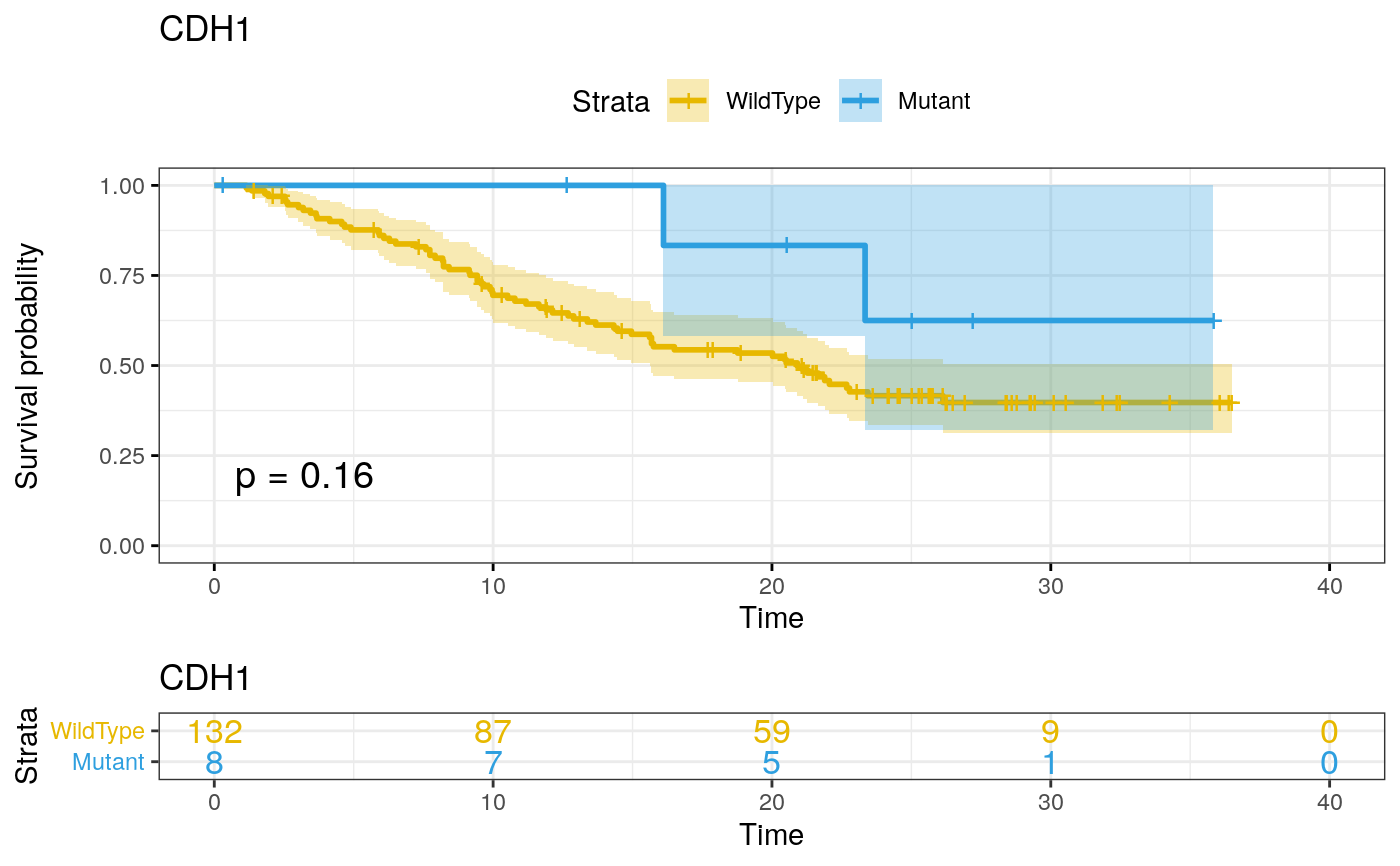 CDH1
Strata WildType Mutant
1.00
0.75
0.50
0.25
0.00
Survival probability
p = 0.16
0 10 20 30 40
Time
CDH1
Strata
WildType 132 87 59 9 0
Mutant 8 7 5 1 0
0 10 20 30 40
Time